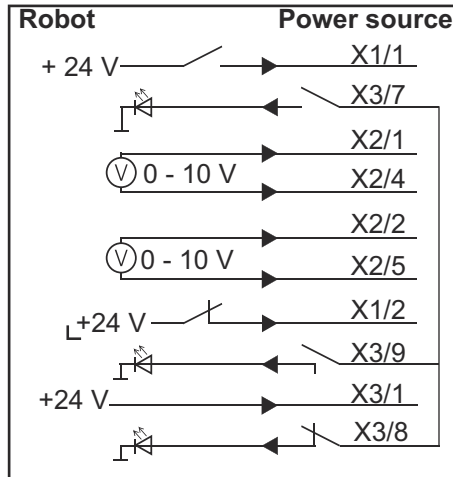 Robot Power source
+ 24 V X1/1
X3/7
X2/1
V 0 - 10 V
X2/4
X2/2
V 0 - 10 V
X2/5
+24 V X1/2
X3/9
+24 V X3/1
X3/8